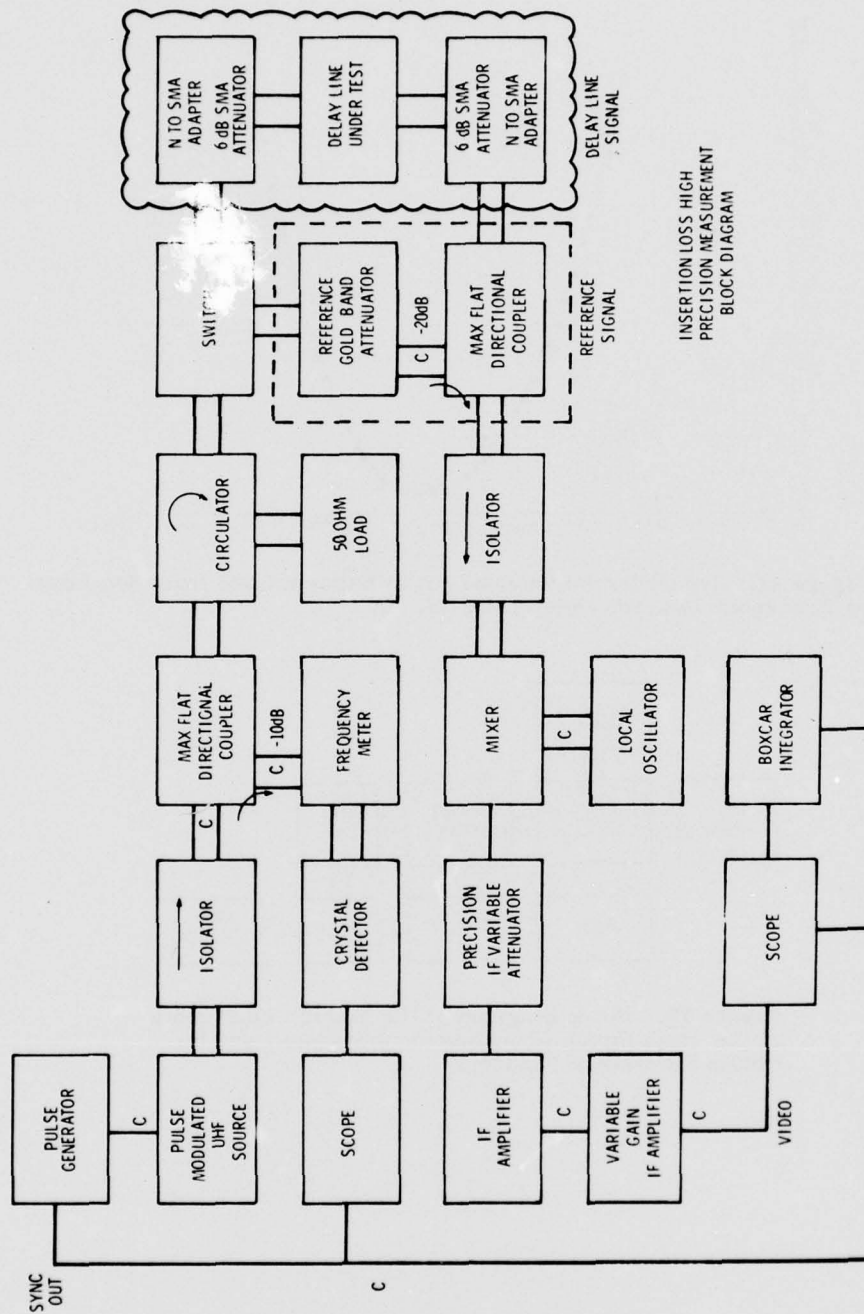 SYNC
OUT
PULSE
GENERATOR
C
PULSE
MODULATED
UHF
SOURCE
ISOLATOR
C
MAX FLAT
DIRECTIONAL
COUPLER
CIRCULATOR
N TO SMA
ADAPTER
6 dB SMA
ATTENUATOR
C
-10dB
SCOPE
CRYSTAL
DETECTOR
FREQUENCY
METER
50 OHM
LOAD
REFERENCE
GOLD BAND
ATTENUATOR
DELAY LINE
UNDER TEST
C
-20dB
IF
AMPLIFIER
PRECISION
IF VARIABLE
ATTENUATOR
MIXER
ISOLATOR
MAX FLAT
DIRECTIONAL
COUPLER
6 dB SMA
ATTENUATOR
N TO SMA
ADAPTER
C
C
REFERENCE
SIGNAL
DELAY LINE
SIGNAL
VARIABLE
GAIN
IF AMPLIFIER
LOCAL
OSCILLATOR
C
C
VIDEO
SCOPE
BOXCAR
INTEGRATOR
INSERTION LOSS HIGH
PRECISION MEASUREMENT
BLOCK DIAGRAM